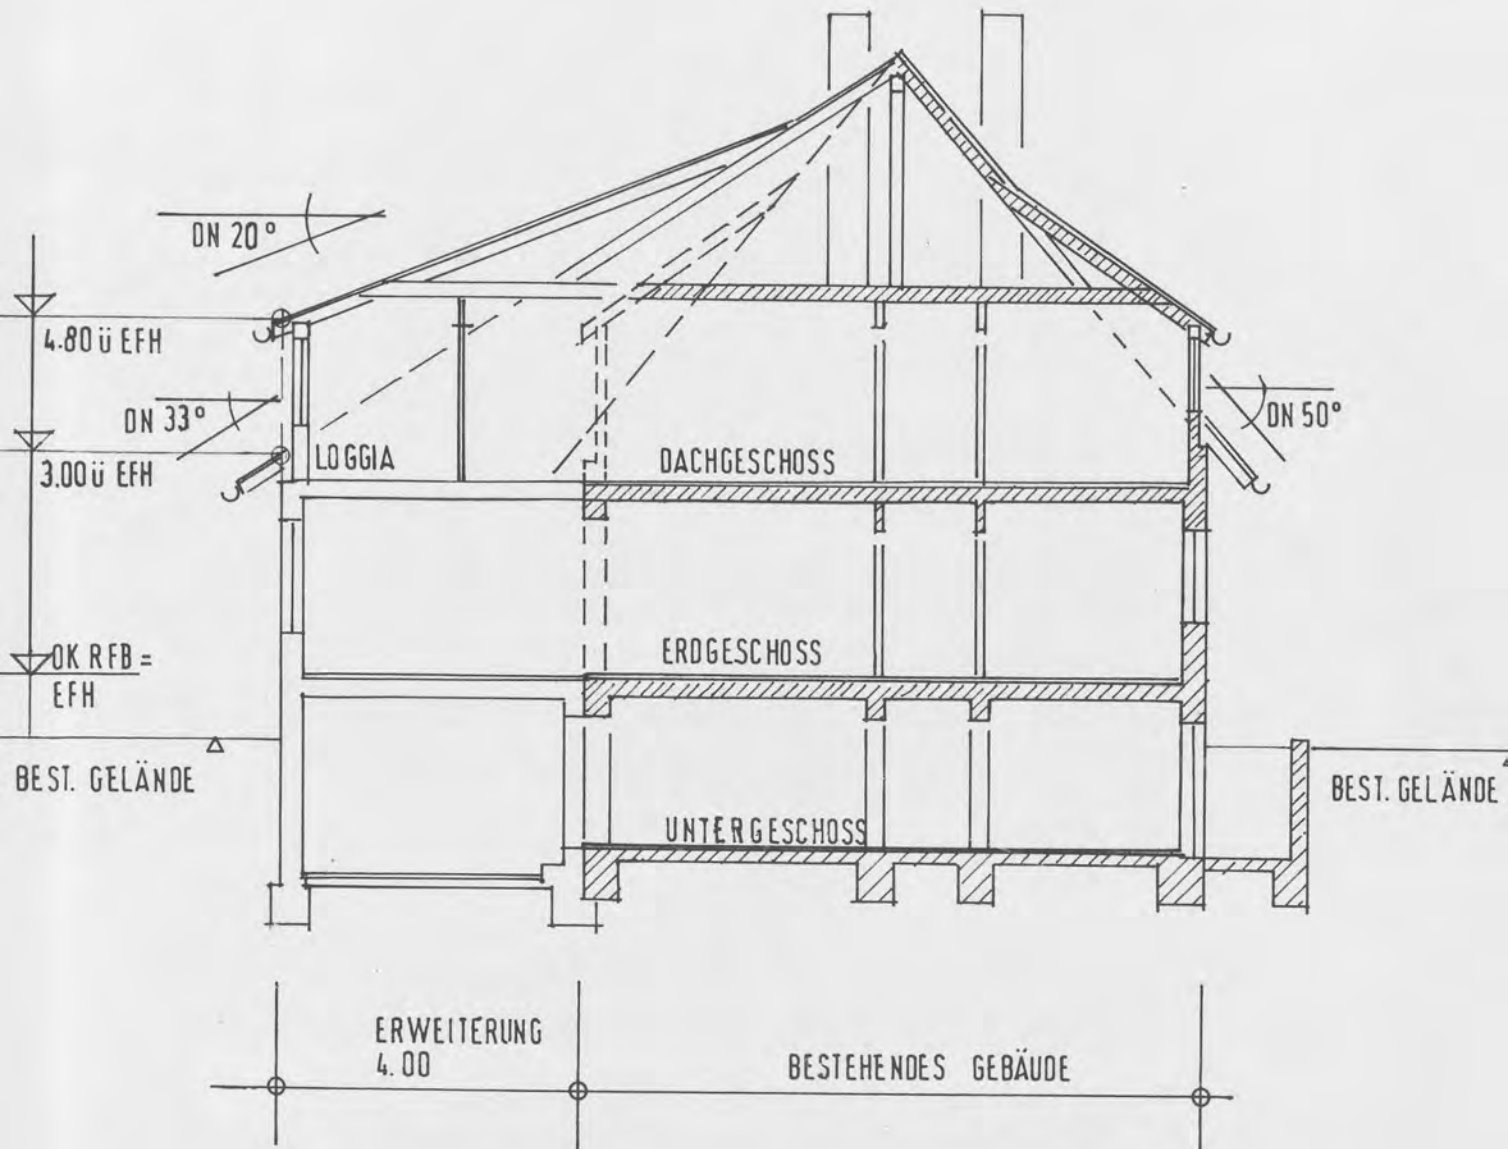 DN 20°
4.80 ü EFH
DN 33°
DN 50°
3.00 ü EFH
LOGGIA
DACHGESCHOSS
OK RFB =
EFH
ERDGESCHOSS
BEST. GELÄNDE
BEST. GELÄNDE
UNTERGESCHOSS
ERWEITERUNG
4.00
BESTEHENDES GEBÄUDE